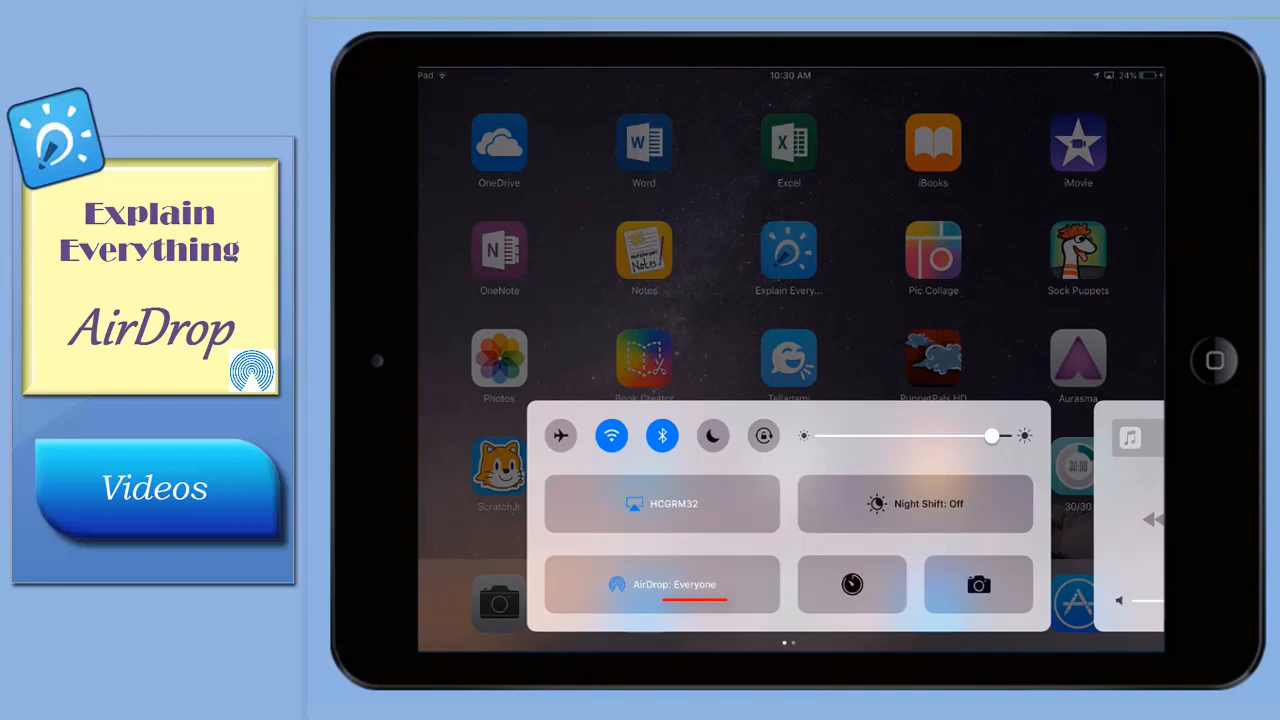 Explain
Everything
AirDrop
Videos
Pad
10:30 AM
24%
OneDrive
Word
Excel
iBooks
iMovie
OneNote
Notes
Explain Every...
Pic Collage
Sock Puppets
Photos
Book Creator
Tellagami
PuppetPals HD
Aurasma
ScratchJr
30:00
30/30
HCGRM32
Night Shift: Off
AirDrop: Everyone